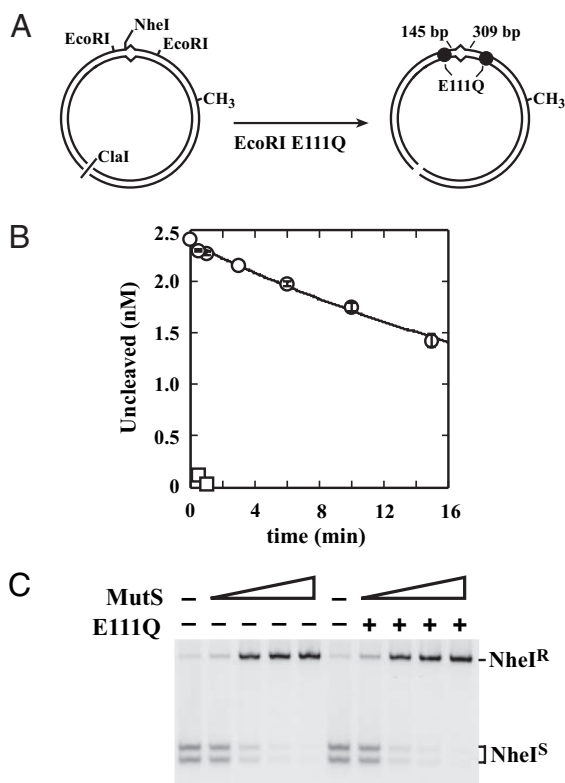 A
NheI
EcoRI
EcoRI
CH3
ClaI
EcoRI E111Q
145 bp
309 bp
E111Q
CH3
B
Uncleaved (nM)
2.5
2.0
1.5
1.0
0.5
0
0 4 8 12 16
time (min)
C
MutS – –
E111Q – – – – – – + + + +
NheIR
NheIS